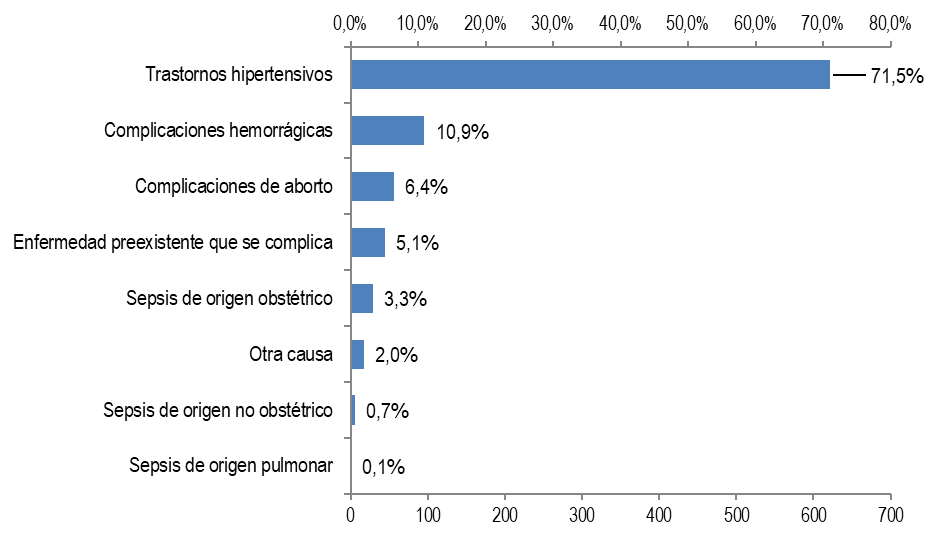 0,0% 10,0% 20,0% 30,0% 40,0% 50,0% 60,0% 70,0% 80,0%
Trastornos hipertensivos 71,5%
Complicaciones hemorrágicas 10,9%
Complicaciones de aborto 6,4%
Enfermedad preexistente que se complica 5,1%
Sepsis de origen obstétrico 3,3%
Otra causa 2,0%
Sepsis de origen no obstétrico 0,7%
Sepsis de origen pulmonar 0,1%
0 100 200 300 400 500 600 700